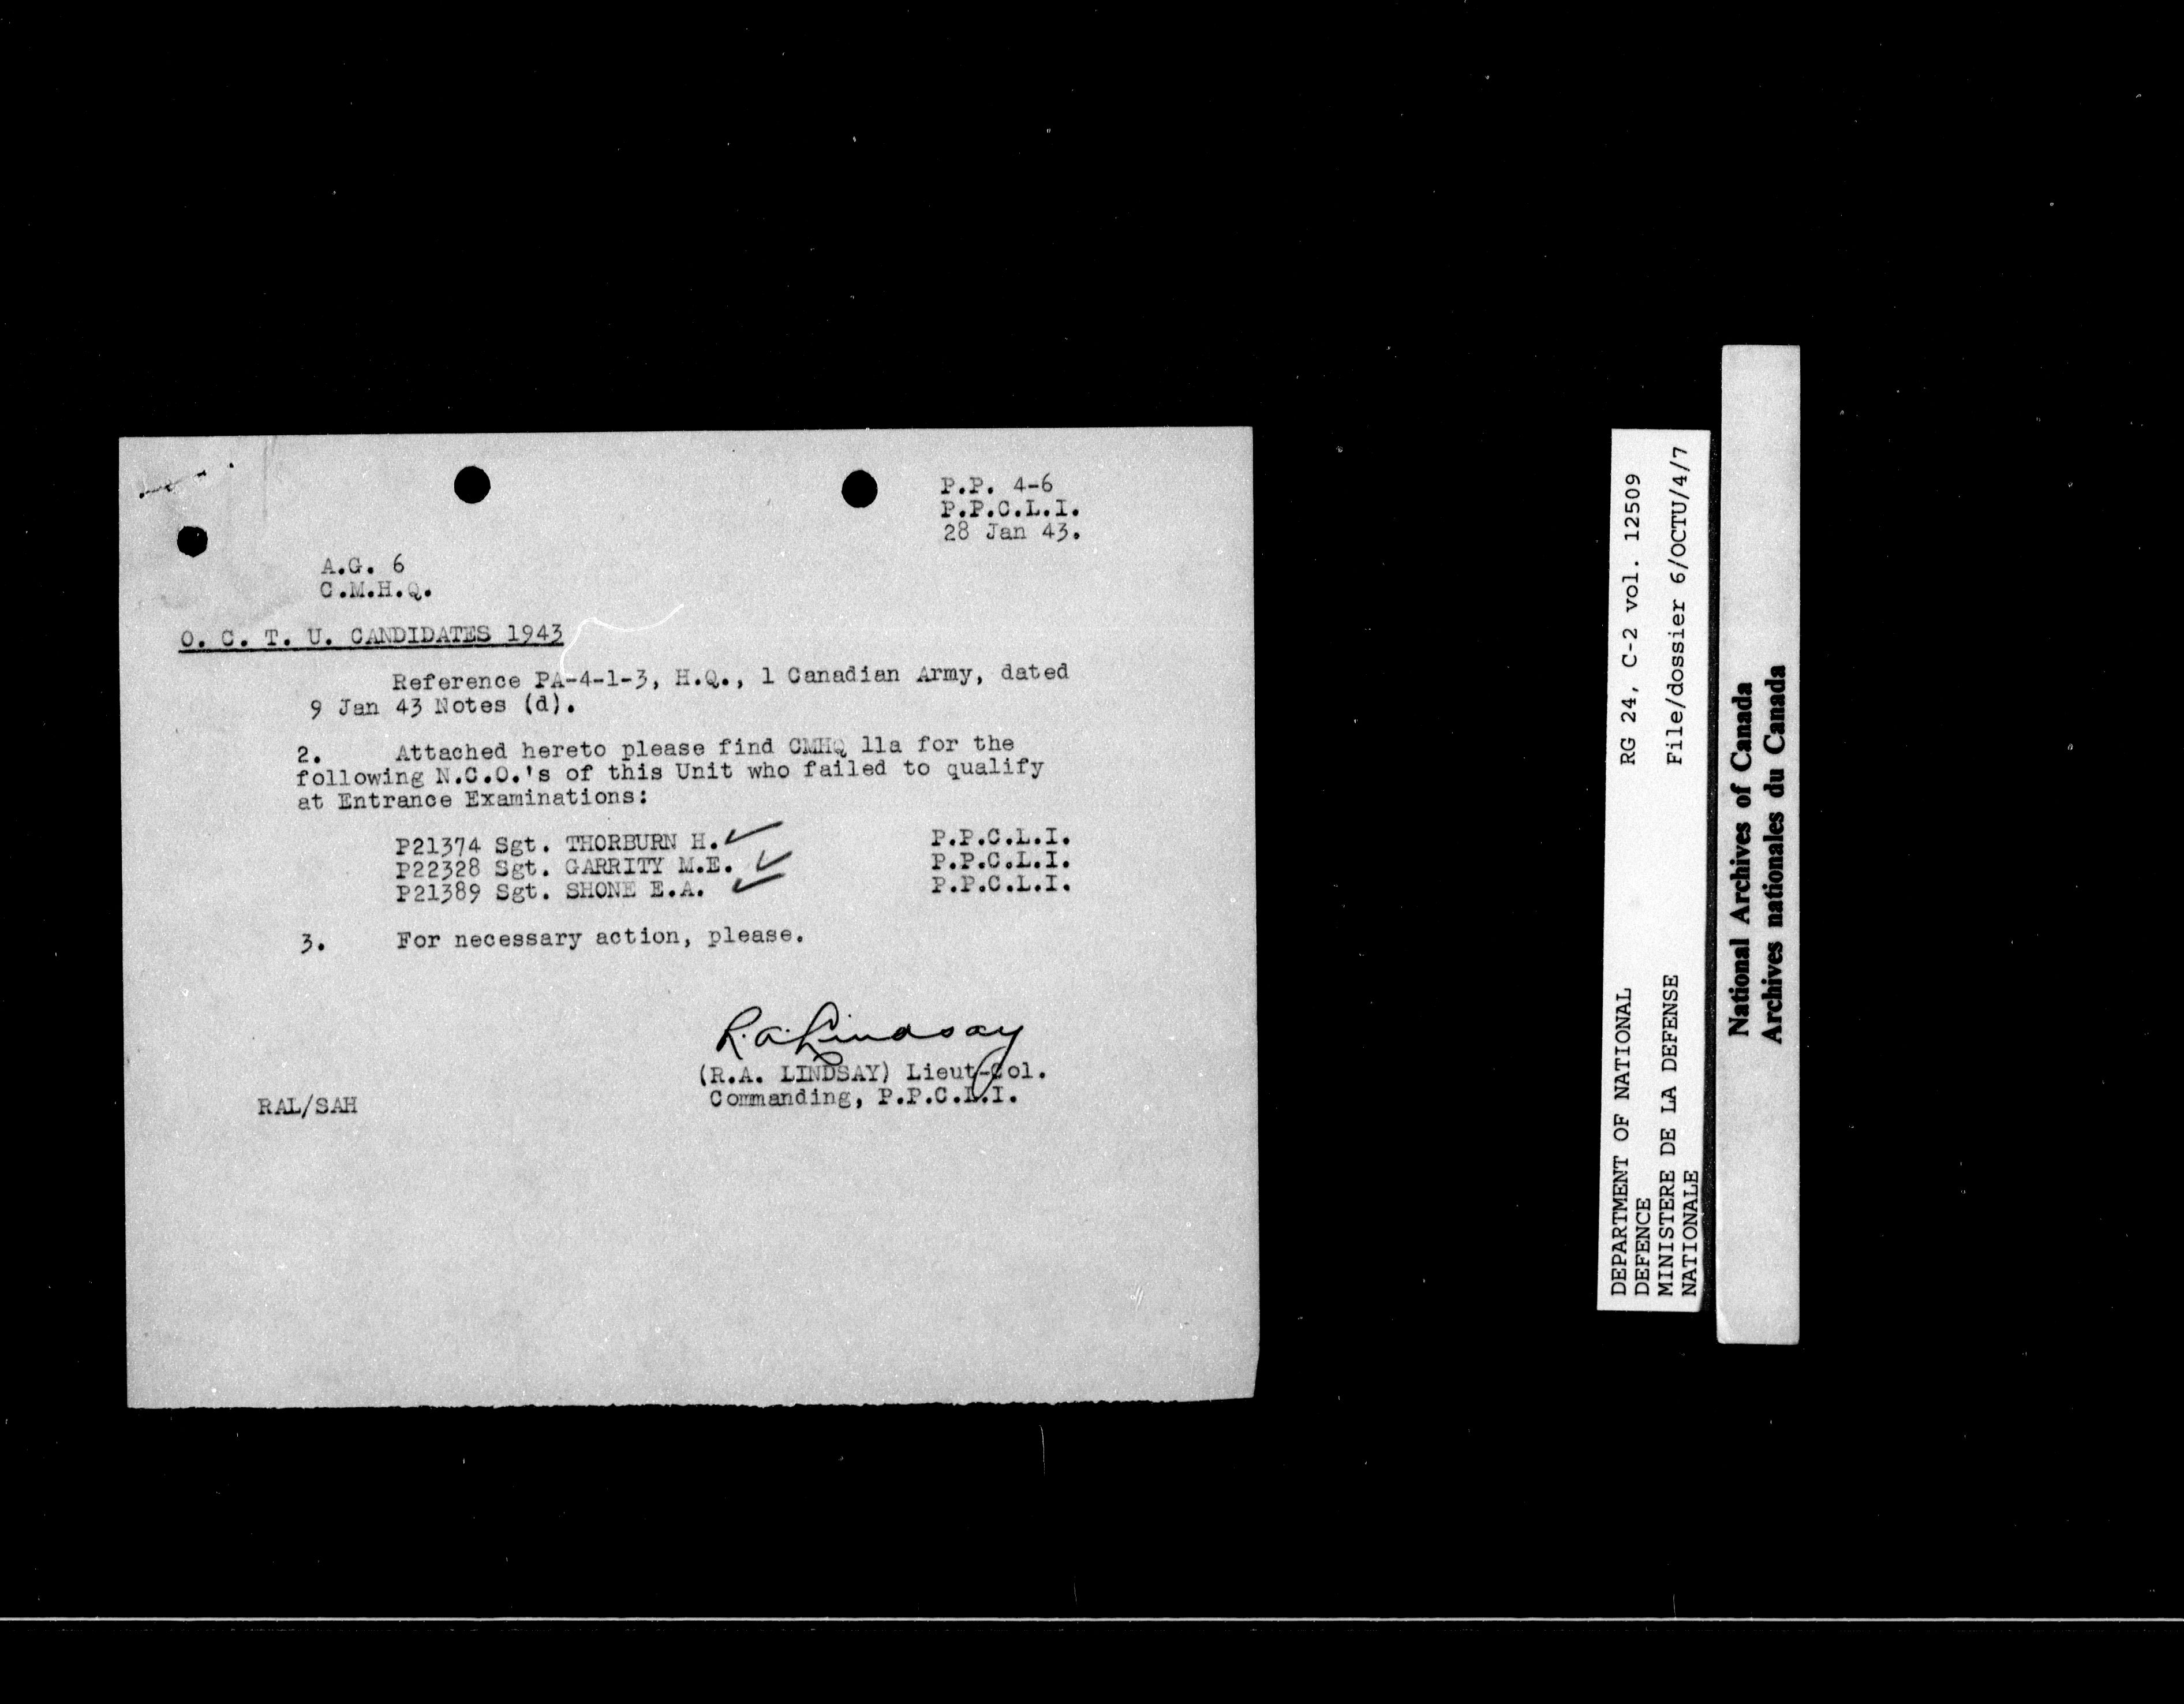 P.P. 4-6
P.P.C.L.I.
28 Jan 43.
A.G. 6
C.M.H.Q.
O. C. T. U. CANDIDATES 1943
Reference PA-4-1-3, H.Q., 1 Canadian Army, dated
9 Jan 43 Notes (d).
2. Attached hereto please find CMHQ 11a for the
following N.C.O.'s of this Unit who failed to qualify
at Entrance Examinations:
P21374 Sgt. THORBURN H. P.P.C.L.I.
P22328 Sgt. GARRITY M.E. P.P.C.L.I.
P21389 Sgt. SHONE E.A. P.P.C.L.I.
3. For necessary action, please.
R.A. Lindsay
(R.A. LINDSAY) Lieut-Col.
Commanding, P.P.C.L.I.
RAL/SAH
DEPARTMENT OF NATIONAL
DEFENCE
MINISTERE DE LA DEFENSE
NATIONALE
RG 24, C-2 vol. 12509
File/dossier 6/OCTU/4/7
National Archives of Canada
Archives nationales du Canada